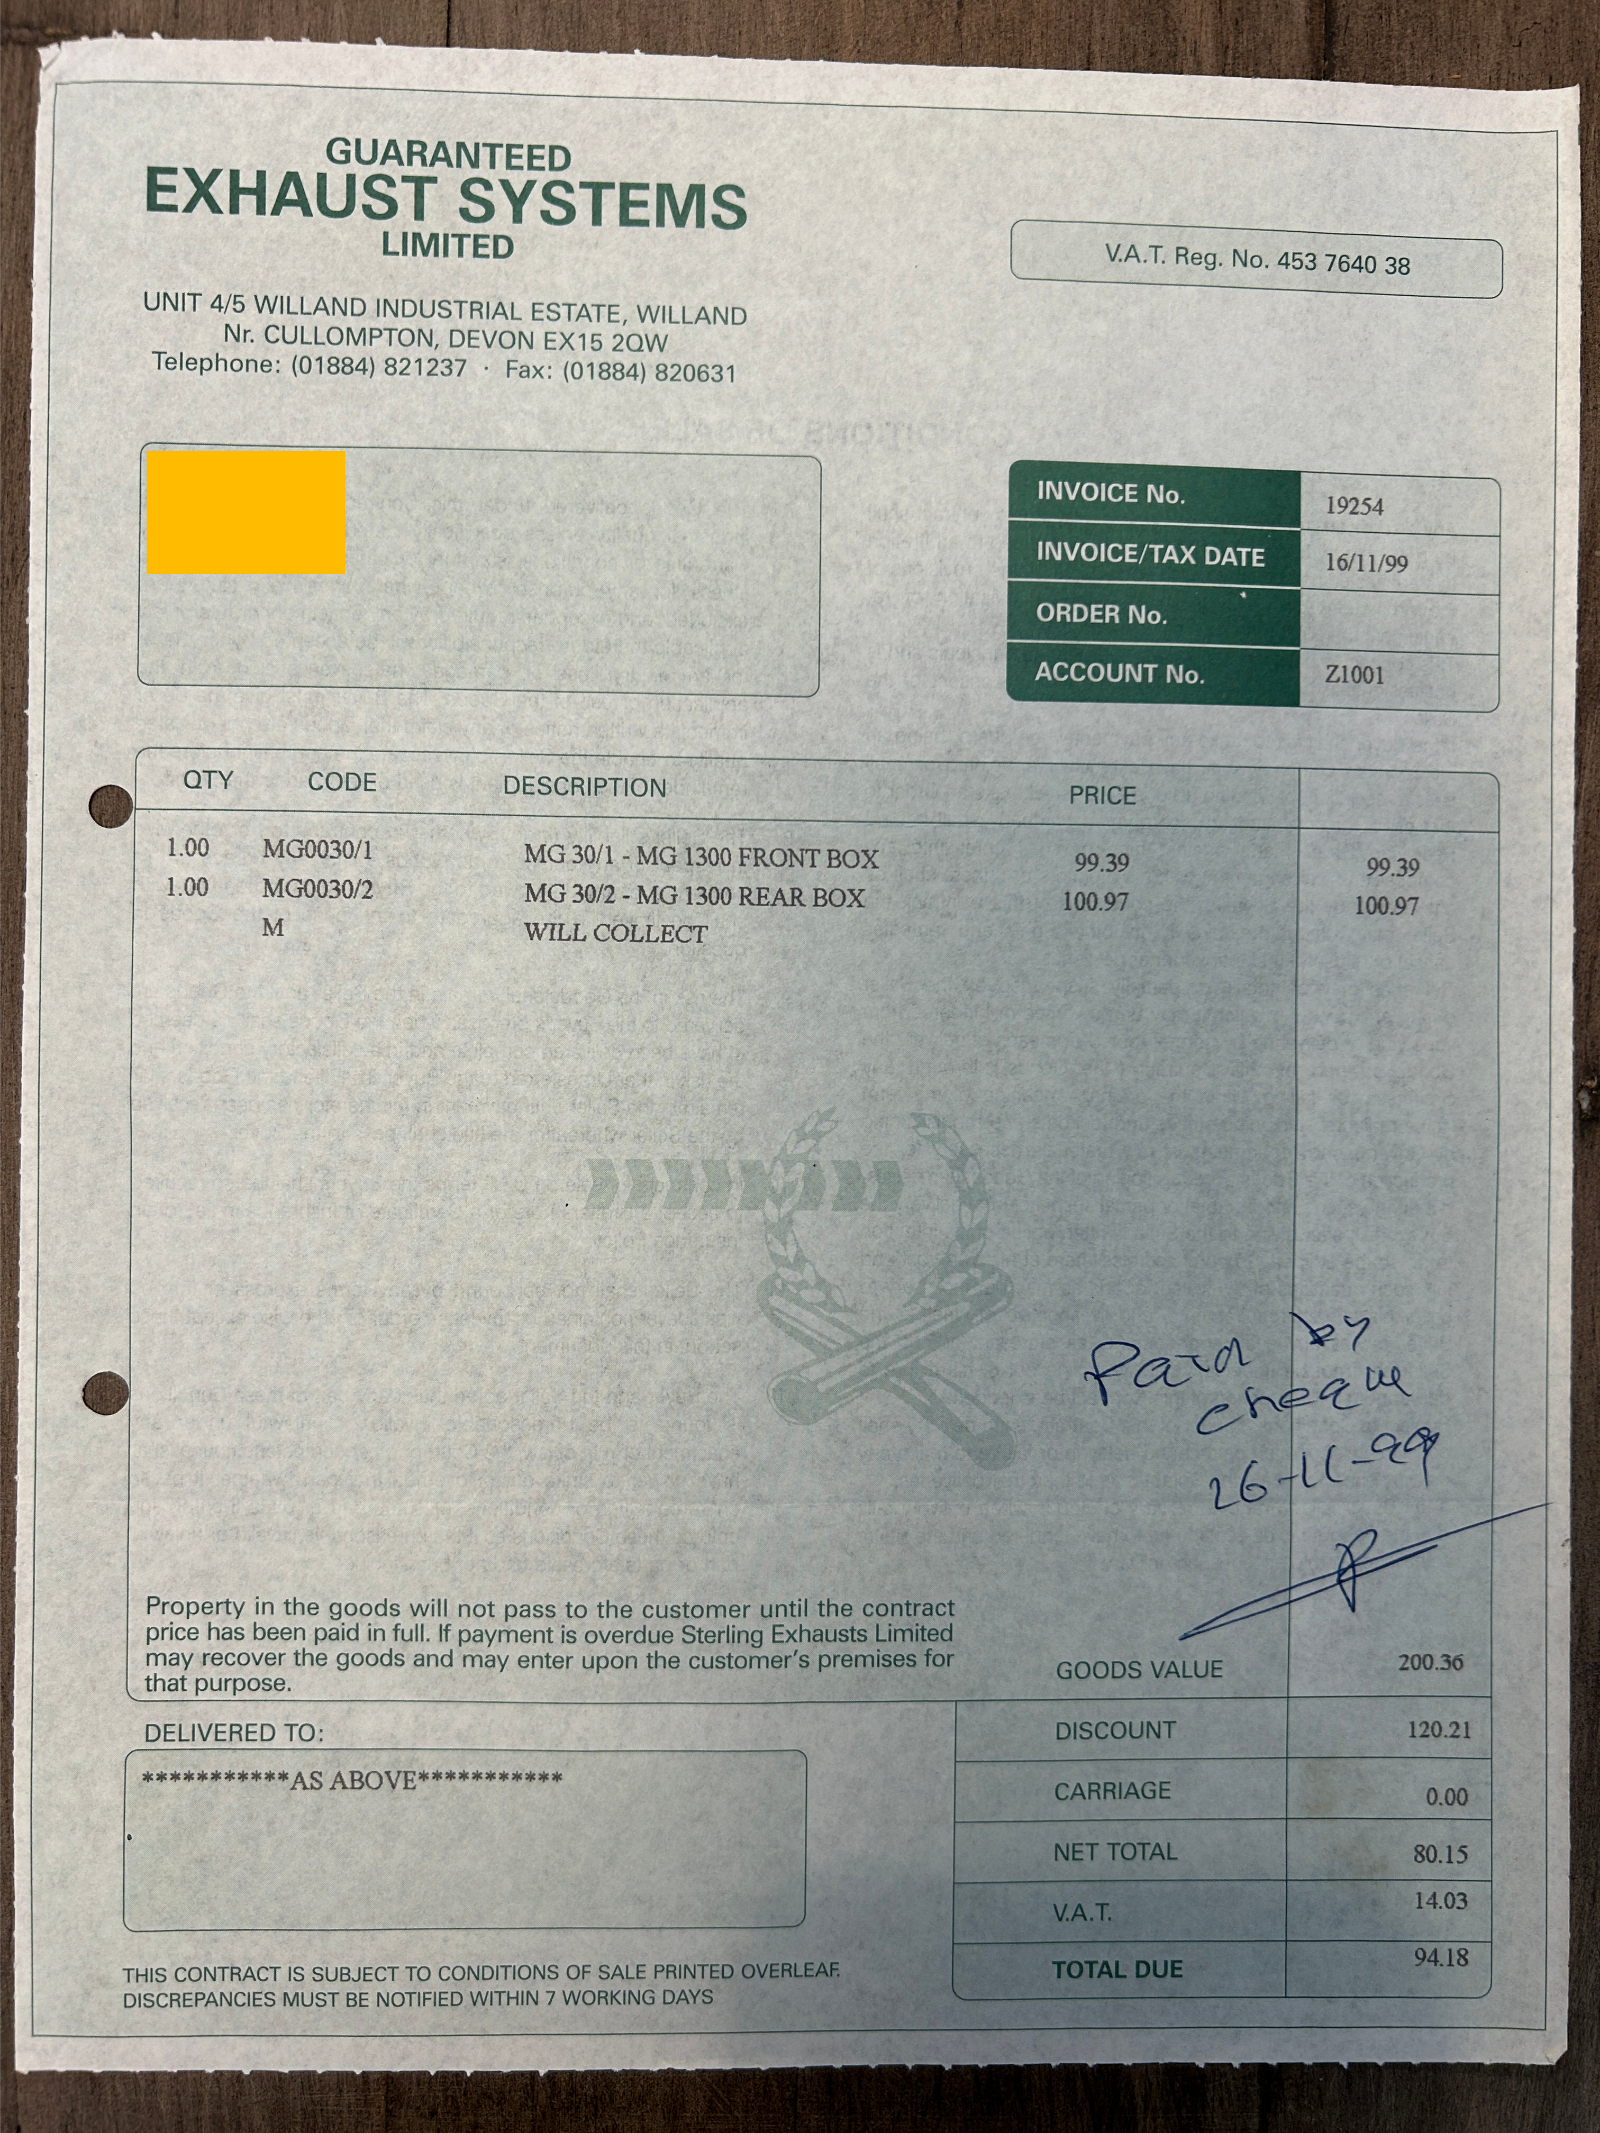 GUARANTEED
EXHAUST SYSTEMS
LIMITED
V.A.T. Reg. No. 453 7640 38
UNIT 4/5 WILLAND INDUSTRIAL ESTATE, WILLAND
Nr. CULLOMPTON, DEVON EX15 2QW
Telephone: (01884) 821237 · Fax: (01884) 820631
INVOICE No. 19254
INVOICE/TAX DATE 16/11/99
ORDER No.
ACCOUNT No. Z1001
QTY CODE DESCRIPTION PRICE
1.00 MG0030/1 MG 30/1 - MG 1300 FRONT BOX 99.39 99.39
1.00 MG0030/2 MG 30/2 - MG 1300 REAR BOX 100.97 100.97
M WILL COLLECT
Paid by
cheque
26-11-99
Property in the goods will not pass to the customer until the contract
price has been paid in full. If payment is overdue Sterling Exhausts Limited
may recover the goods and may enter upon the customer's premises for
that purpose.
GOODS VALUE 200.36
DISCOUNT 120.21
CARRIAGE 0.00
NET TOTAL 80.15
V.A.T. 14.03
TOTAL DUE 94.18
DELIVERED TO:
***********AS ABOVE***********
THIS CONTRACT IS SUBJECT TO CONDITIONS OF SALE PRINTED OVERLEAF.
DISCREPANCIES MUST BE NOTIFIED WITHIN 7 WORKING DAYS